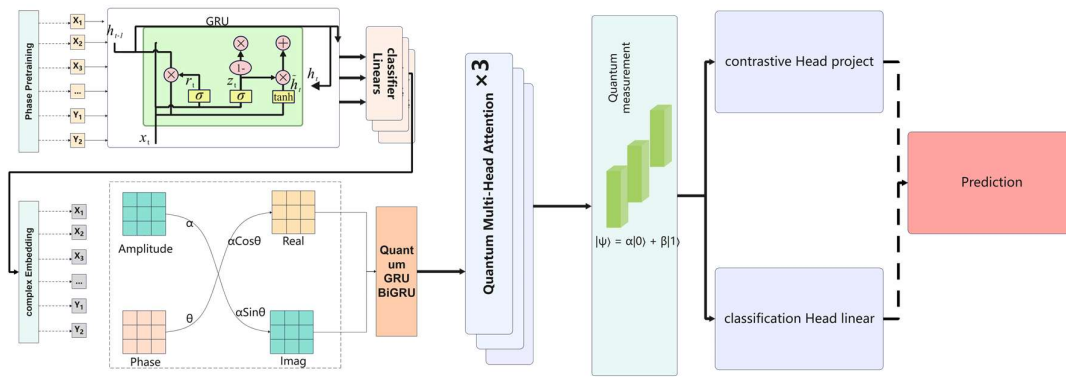 Phase Pretraining
X1
X2
X3
...
Y1
Y2
GRU
ht-1
rt
zt
1-
h̃t
ht
σ
σ
tanh
xt
classifier
Linears
complex Embedding
X1
X2
X3
...
Y1
Y2
Amplitude
α
αCosθ
Real
Phase
θ
αSinθ
Imag
Quant
um
GRU
BiGRU
Quantum Multi-Head Attention ×3
Quantum
measurement
|ψ⟩ = α|0⟩ + β|1⟩
contrastive Head project
classification Head linear
Prediction